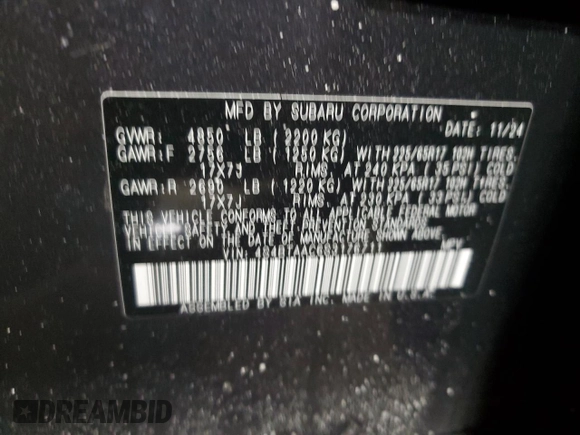 MFD BY SUBARU CORPORATION
DATE: 11/24
GVWR: 4850 LB (2200 KG)
GAWR:F 2756 LB (1250 KG) WITH 225/65R17 102H TIRES,
17X7J RIMS, AT 240 KPA (35 PSI) COLD
GAWR:R 2690 LB (1220 KG) WITH 225/65R17 102H TIRES,
17X7J RIMS, AT 230 KPA (33 PSI) COLD
THIS VEHICLE CONFORMS TO ALL APPLICABLE FEDERAL MOTOR
VEHICLE SAFETY AND THEFT PREVENTION STANDARDS
IN EFFECT ON THE DATE OF MANUFACTURE SHOWN ABOVE.
VIN: MPV
ASSEMBLED BY SIA INC. MADE IN U.S.A.
DREAMBID